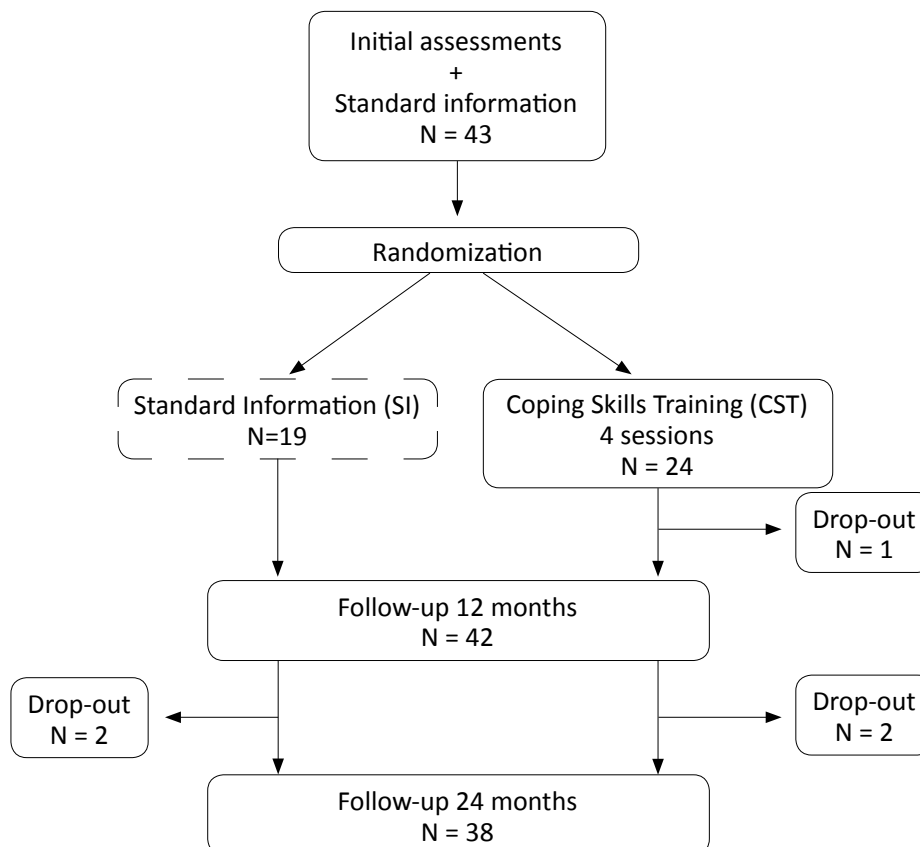 Initial assessments
+
Standard information
N = 43
Randomization
Standard Information (SI)
N=19
Coping Skills Training (CST)
4 sessions
N = 24
Drop-out
N = 1
Follow-up 12 months
N = 42
Drop-out
N = 2
Drop-out
N = 2
Follow-up 24 months
N = 38